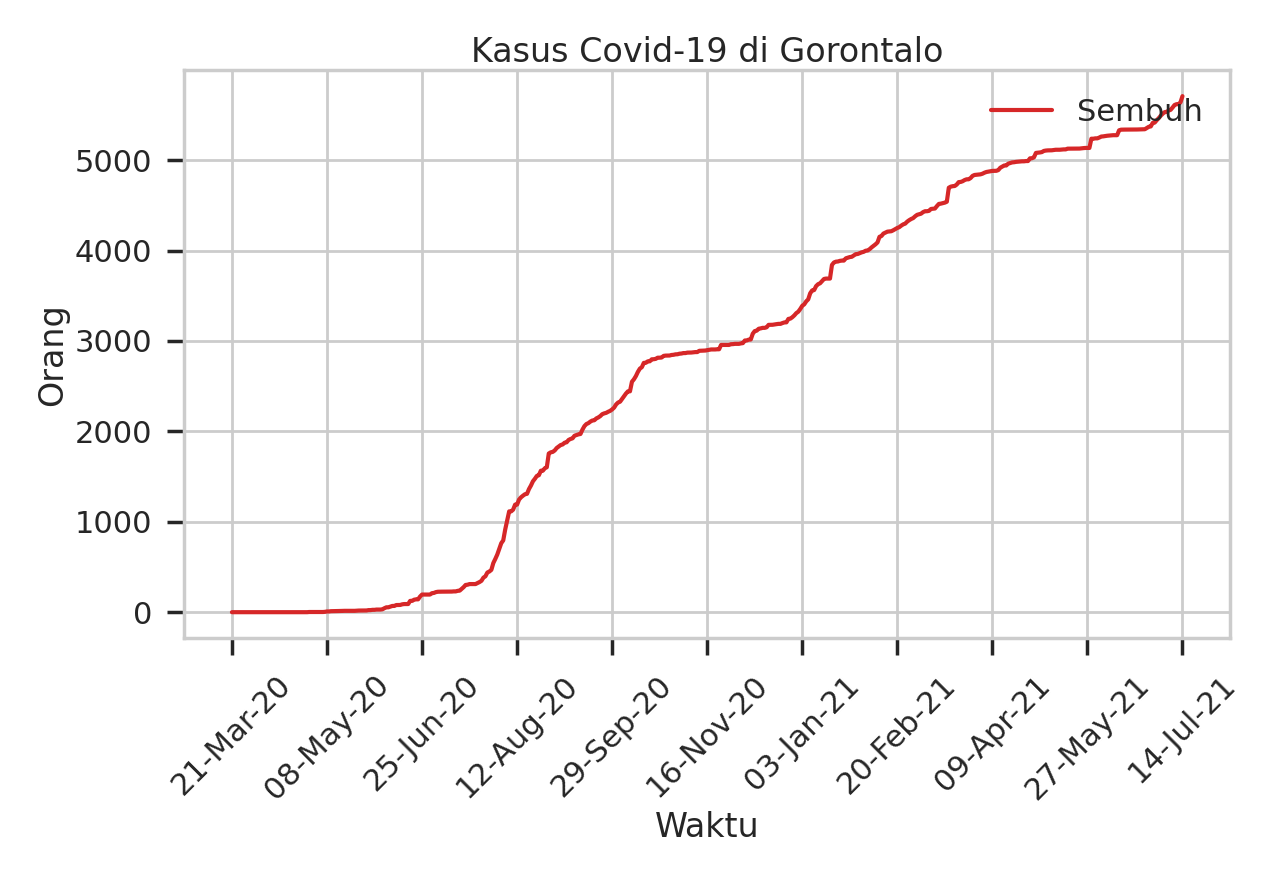 Kasus Covid-19 di Gorontalo
Sembuh
Orang
5000
4000
3000
2000
1000
0
21-Mar-20
08-May-20
25-Jun-20
12-Aug-20
29-Sep-20
16-Nov-20
03-Jan-21
20-Feb-21
09-Apr-21
27-May-21
14-Jul-21
Waktu